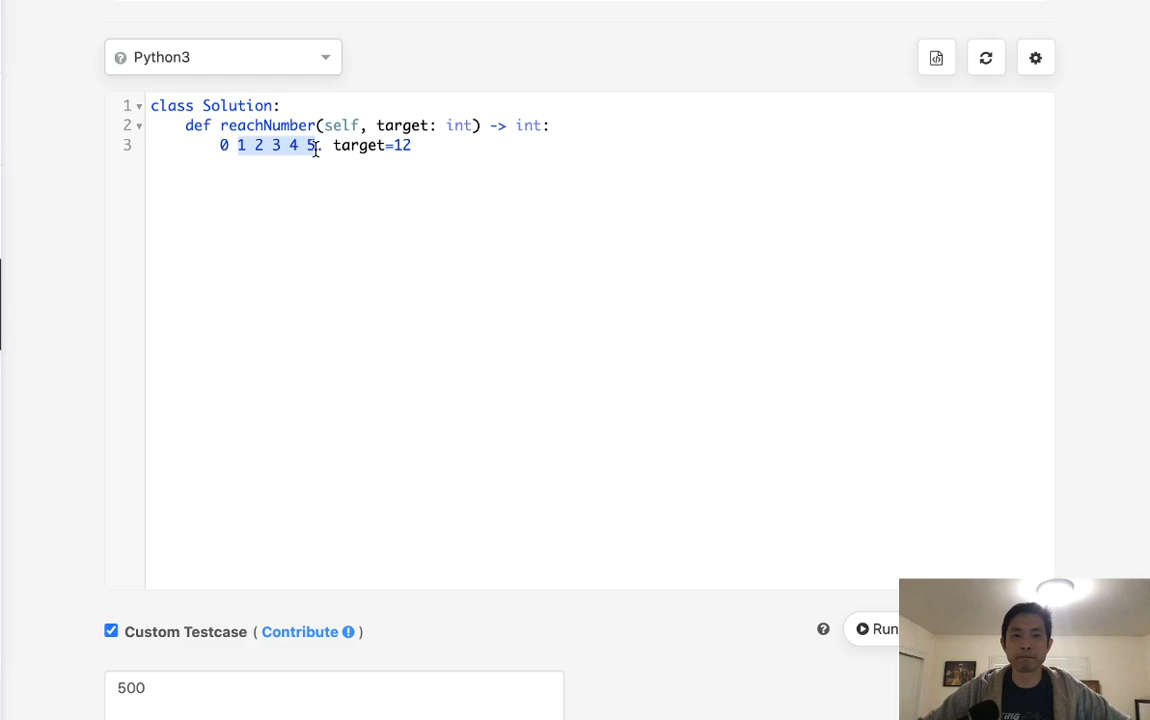 Python3
1 class Solution:
2 def reachNumber(self, target: int) -> int:
3 0 1 2 3 4 5. target=12
Custom Testcase ( Contribute )
Run
500